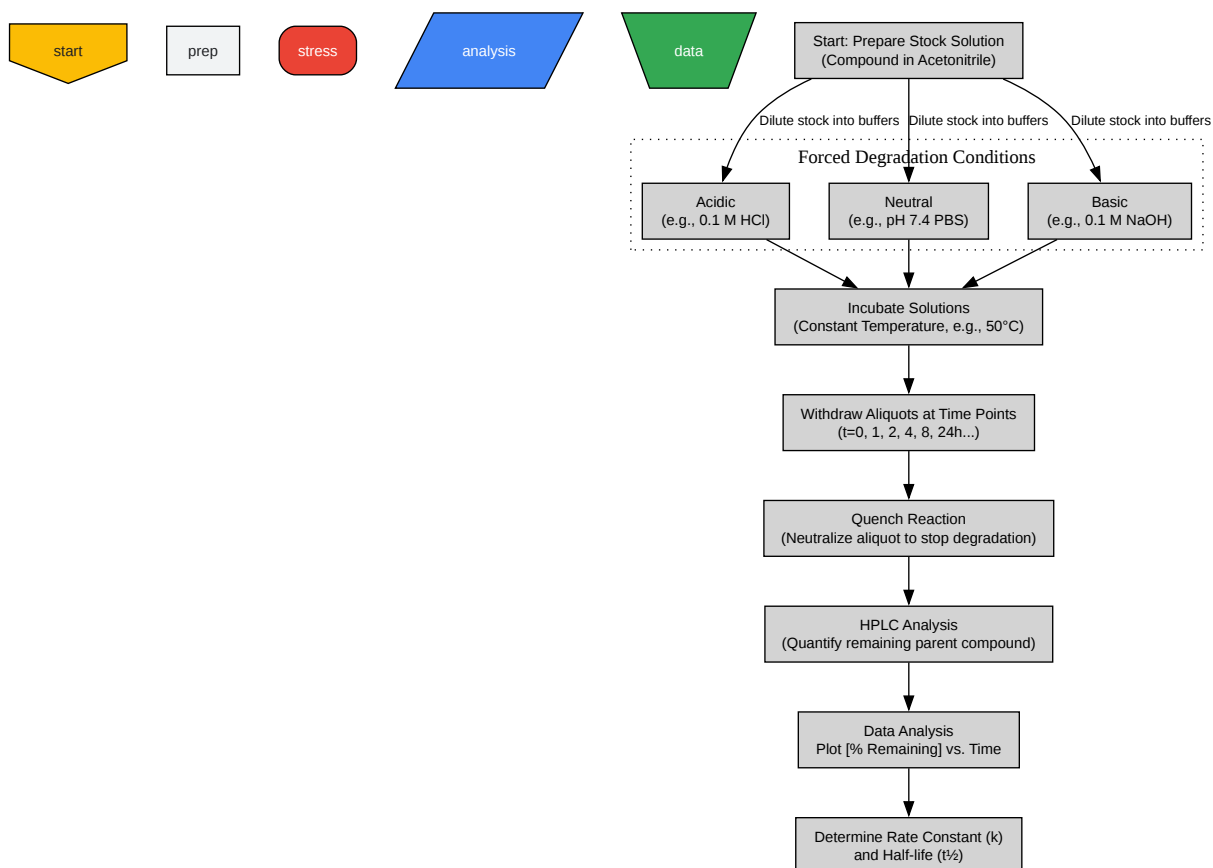 start
prep
stress
analysis
data
Start: Prepare Stock Solution
(Compound in Acetonitrile)
Dilute stock into buffers
Dilute stock into buffers
Dilute stock into buffers
Forced Degradation Conditions
Acidic
(e.g., 0.1 M HCl)
Neutral
(e.g., pH 7.4 PBS)
Basic
(e.g., 0.1 M NaOH)
Incubate Solutions
(Constant Temperature, e.g., 50°C)
Withdraw Aliquots at Time Points
(t=0, 1, 2, 4, 8, 24h...)
Quench Reaction
(Neutralize aliquot to stop degradation)
HPLC Analysis
(Quantify remaining parent compound)
Data Analysis
Plot [% Remaining] vs. Time
Determine Rate Constant (k)
and Half-life (t½)